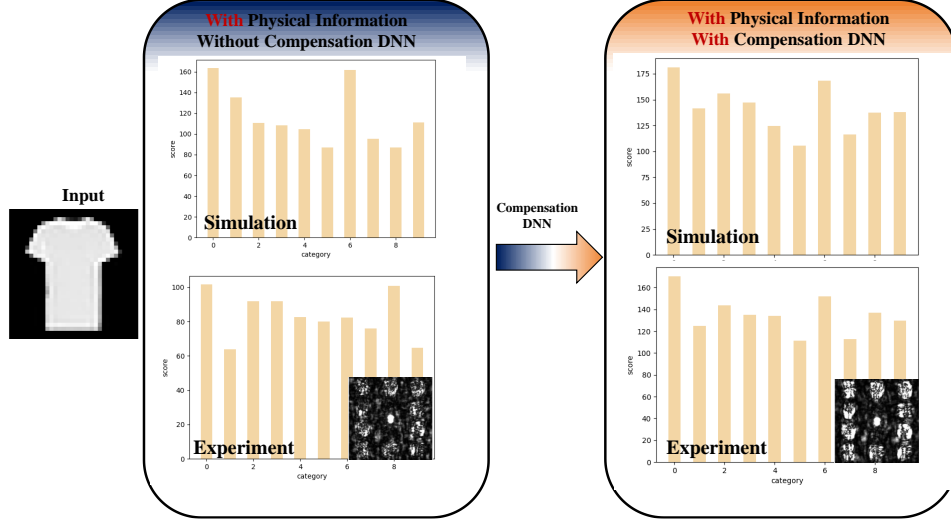 With Physical Information
Without Compensation DNN
160
140
120
100
80
60
40
20
0
score
0 2 4 6 8
category
Simulation
100
80
60
40
20
0
score
0 2 4 6 8
category
Experiment
Input
Compensation
DNN
With Physical Information
With Compensation DNN
175
150
125
100
75
50
25
0
score
Simulation
160
140
120
100
80
60
40
20
0
score
0 2 4 6 8
category
Experiment